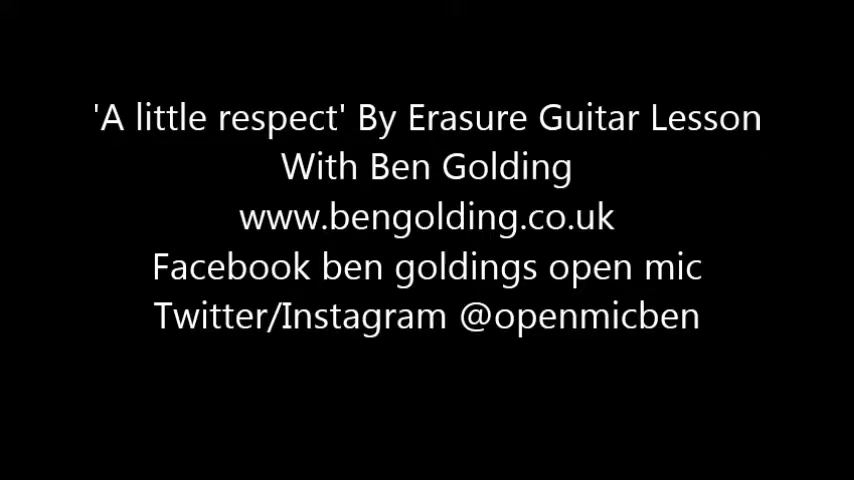 'A little respect' By Erasure Guitar Lesson
With Ben Golding
www.bengolding.co.uk
Facebook ben goldings open mic
Twitter/Instagram @openmicben